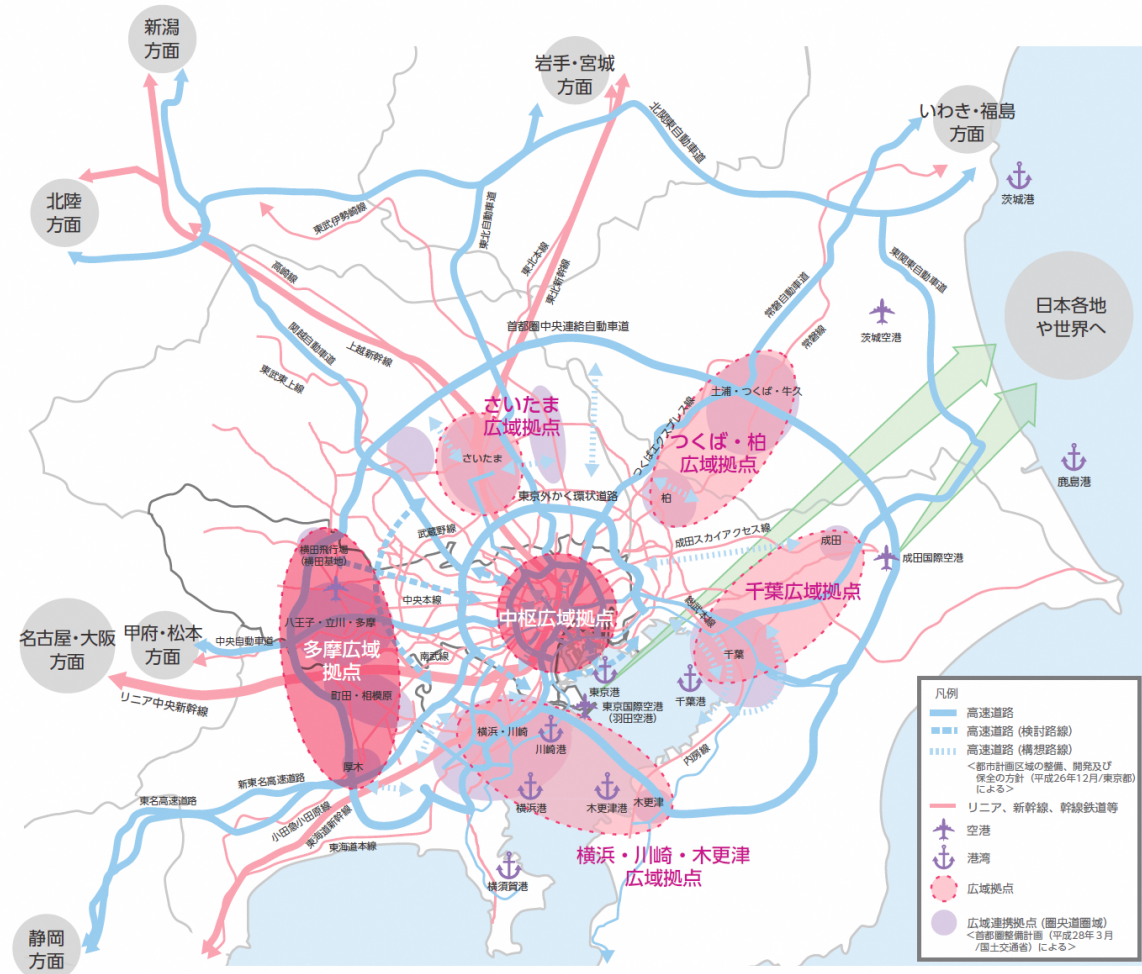 新潟
方面
岩手・宮城
方面
いわき・福島
方面
北陸
方面
北関東自動車道
茨城港
東武伊勢崎線
東北自動車道
東北本線
東北新幹線
高崎線
常磐自動車道
常磐線
東関東自動車道
日本各地
や世界へ
茨城空港
首都圏中央連絡自動車道
関越自動車道
上越新幹線
東武東上線
さいたま
広域拠点
さいたま
土浦・つくば・牛久
つくばエクスプレス線
つくば・柏
広域拠点
柏
鹿島港
東京外かく環状道路
武蔵野線
成田スカイアクセス線
成田
成田国際空港
横田飛行場
(横田基地)
千葉広域拠点
中央本線
総武本線
中枢広域拠点
八王子・立川・多摩
名古屋・大阪
方面
甲府・松本
方面
中央自動車道
多摩広域
拠点
南武線
千葉
リニア中央新幹線
町田・相模原
東京港
東京国際空港
(羽田空港)
千葉港
横浜・川崎
川崎港
内房線
厚木
新東名高速道路
東名高速道路
小田急小田原線
東海道新幹線
東海道本線
横浜港
木更津港
木更津
横浜・川崎・木更津
広域拠点
横須賀港
静岡
方面
凡例
高速道路
高速道路 (検討路線)
高速道路 (構想路線)
<都市計画区域の整備、開発及び
保全の方針（平成26年12月/東京都）
による>
リニア、新幹線、幹線鉄道等
空港
港湾
広域拠点
広域連携拠点 (圏央道圏域)
<首都圏整備計画（平成28年３月
/国土交通省）による>